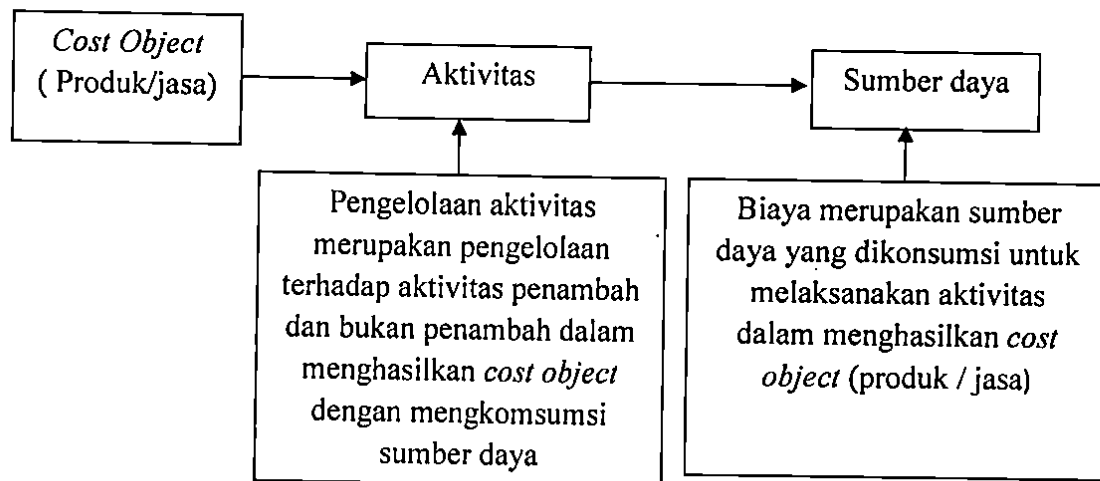 Cost Object
( Produk/jasa)
Aktivitas
Sumber daya
Pengelolaan aktivitas
merupakan pengelolaan
terhadap aktivitas penambah
dan bukan penambah dalam
menghasilkan cost object
dengan mengkomsumsi
sumber daya
Biaya merupakan sumber
daya yang dikonsumsi untuk
melaksanakan aktivitas
dalam menghasilkan cost
object (produk / jasa)